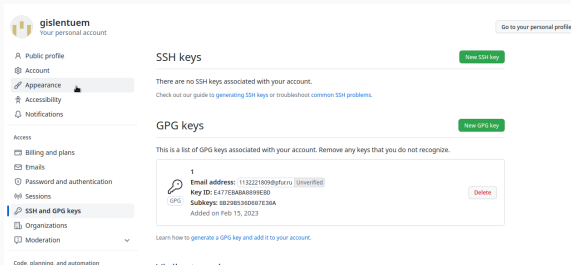 gislentuem
Your personal account
Go to your personal profile
Public profile
Account
Appearance
Accessibility
Notifications
Access
Billing and plans
Emails
Password and authentication
Sessions
SSH and GPG keys
Organizations
Moderation
Code, planning, and automation
SSH keys
New SSH key
There are no SSH keys associated with your account.
Check out our guide to generating SSH keys or troubleshoot common SSH problems.
GPG keys
New GPG key
This is a list of GPG keys associated with your account. Remove any keys that you do not recognize.
1
Email address: 1132221809@pfur.ru Unverified
Key ID: E477EBABA8899EBD
GPG
Subkeys: 8B29B536D687E38A
Added on Feb 15, 2023
Delete
Learn how to generate a GPG key and add it to your account.